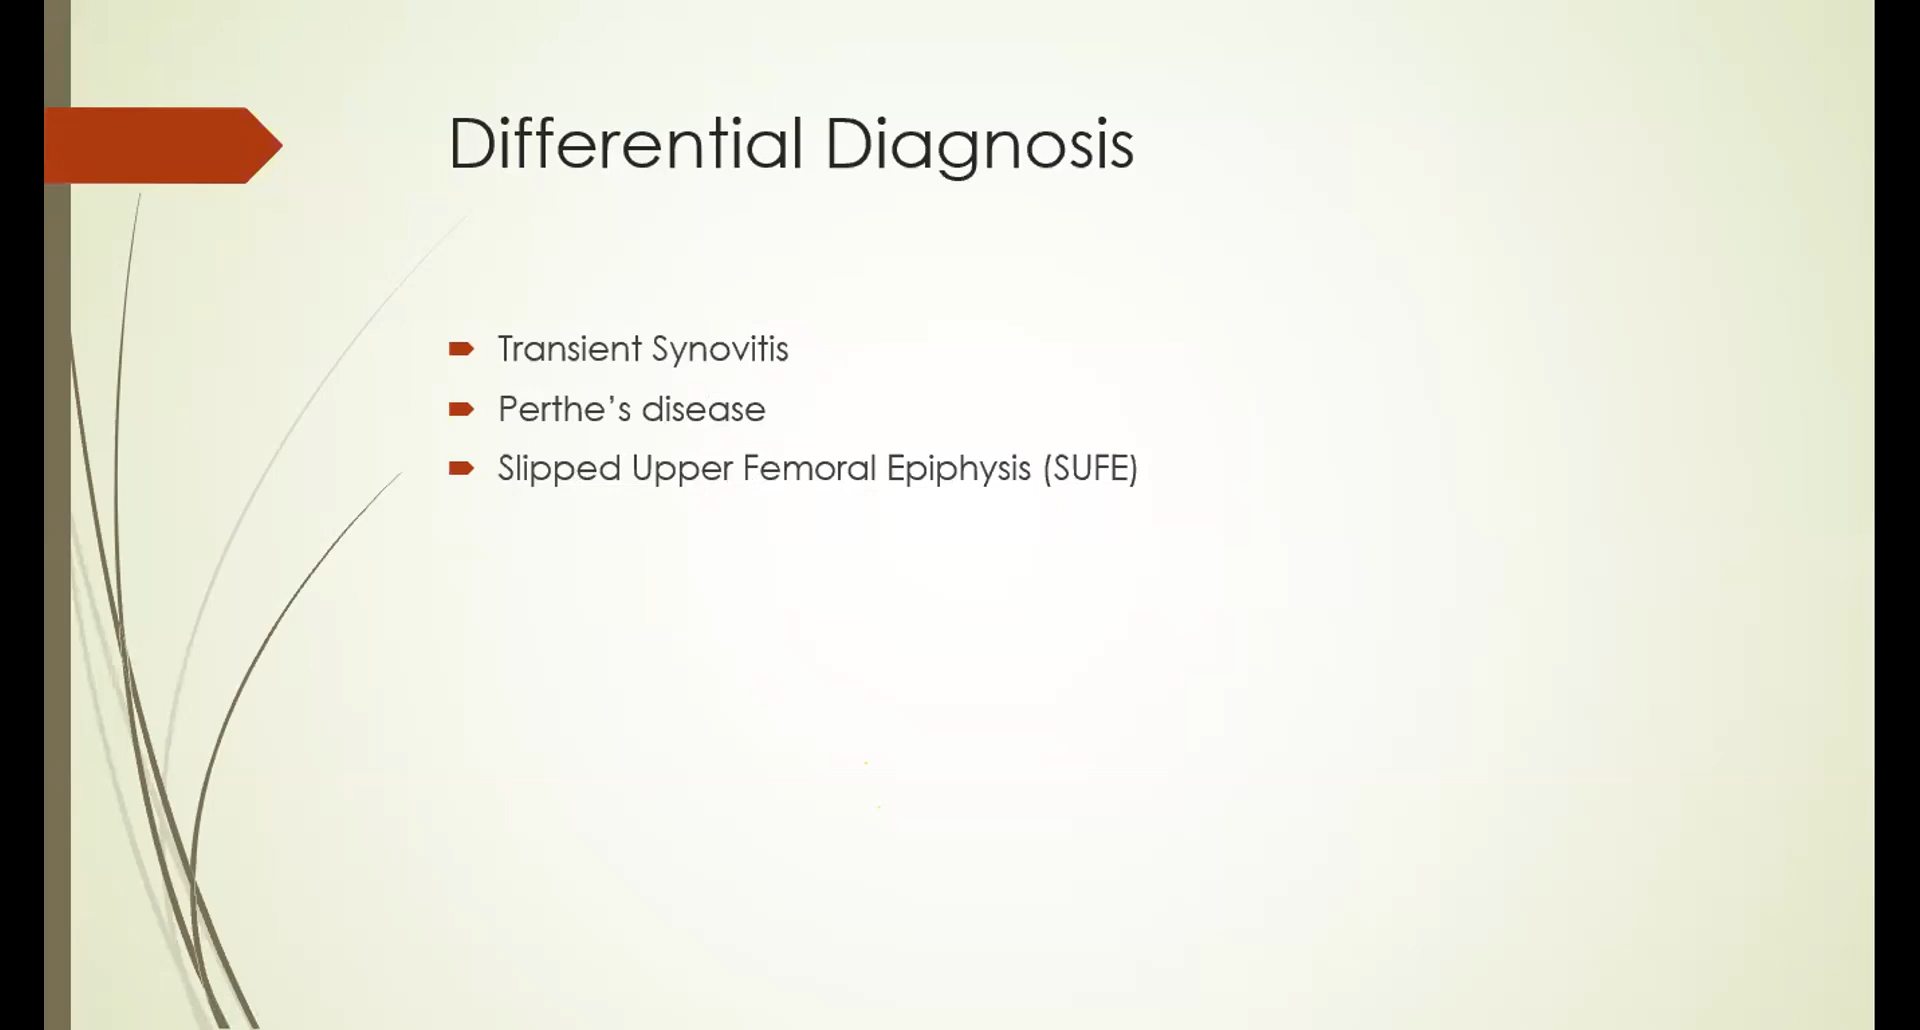 Differential Diagnosis
Transient Synovitis
Perthe’s disease
Slipped Upper Femoral Epiphysis (SUFE)